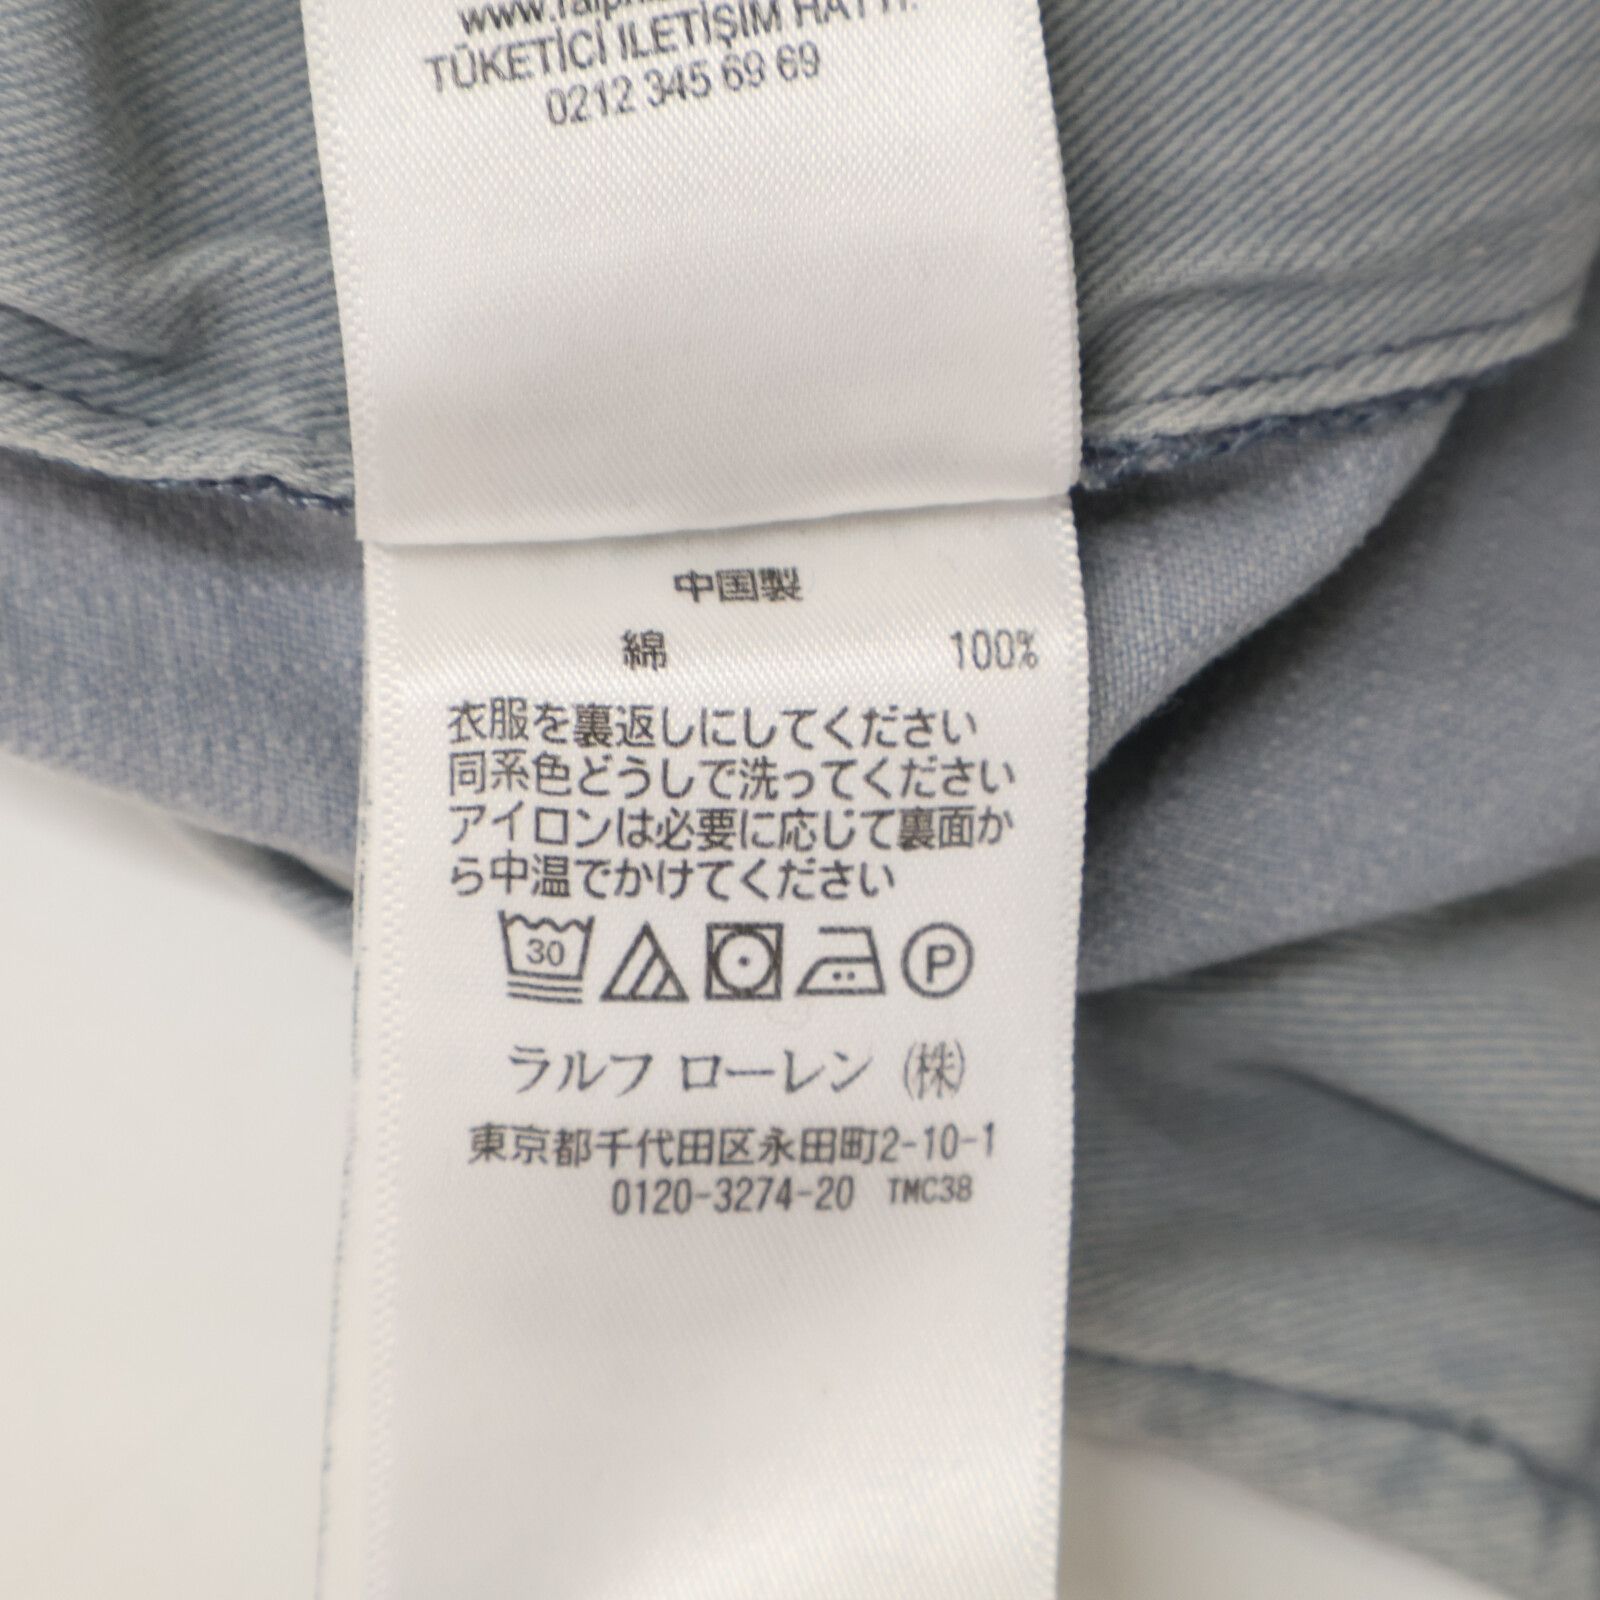 TÜKETİCİ İLETİŞİM HATTI:
0212 345 69 69
中国製
綿 100%
衣服を裏返しにしてください
同系色どうしで洗ってください
アイロンは必要に応じて裏面か
ら中温でかけてください
30 P
ラルフ ローレン ㈱
東京都千代田区永田町2-10-1
0120-3274-20 TMC38